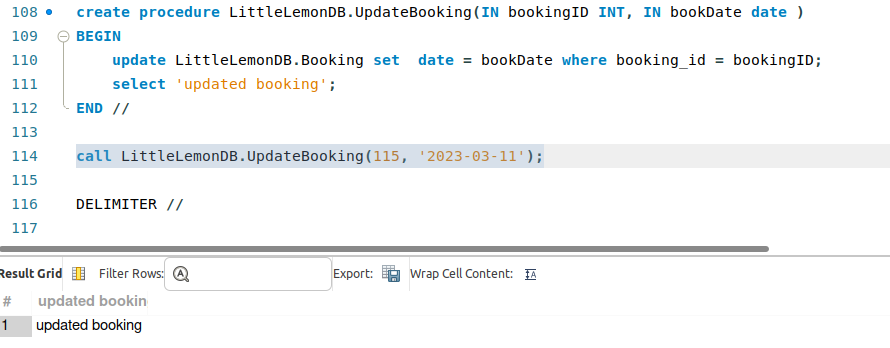 108 create procedure LittleLemonDB.UpdateBooking(IN bookingID INT, IN bookDate date )
109 BEGIN
110 update LittleLemonDB.Booking set  date = bookDate where booking_id = bookingID;
111 select 'updated booking';
112 END //
113
114 call LittleLemonDB.UpdateBooking(115, '2023-03-11');
115
116 DELIMITER //
117
Result Grid Filter Rows: Export: Wrap Cell Content: IA
# updated bookin
1 updated booking